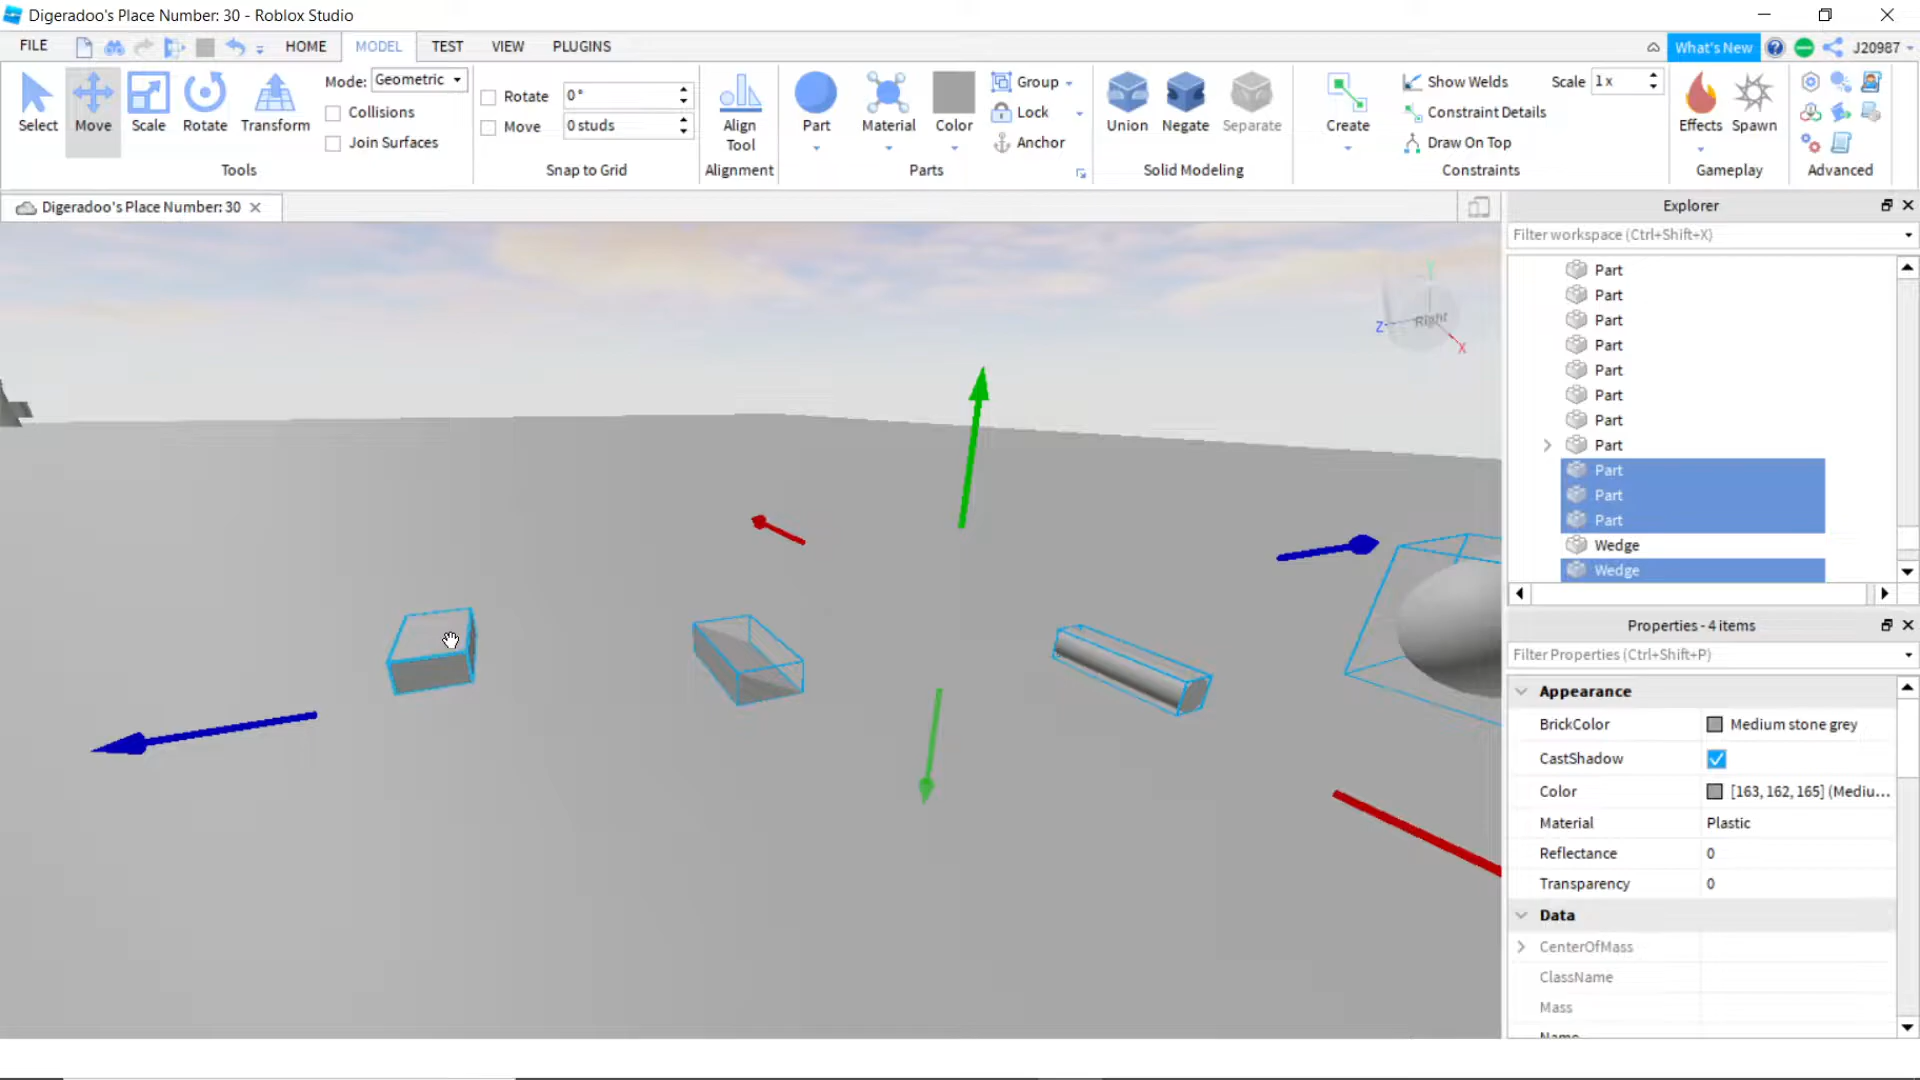 Digeradoo's Place Number: 30 - Roblox Studio
FILE HOME MODEL TEST VIEW PLUGINS What's New J20987
Select Move Scale Rotate Transform
Mode: Geometric
Collisions
Join Surfaces
Tools
Rotate 0°
Move 0 studs
Snap to Grid
Align
Tool
Alignment
Part Material Color
Group
Lock
Anchor
Parts
Union Negate Separate
Solid Modeling
Create
Show Welds Scale 1 x
Constraint Details
Draw On Top
Constraints
Effects Spawn
Gameplay
Advanced
Digeradoo's Place Number: 30
Right
Z
X
Explorer
Filter workspace (Ctrl+Shift+X)
Part
Part
Part
Part
Part
Part
Part
Part
Part
Part
Part
Wedge
Wedge
Properties - 4 items
Filter Properties (Ctrl+Shift+P)
Appearance
BrickColor Medium stone grey
CastShadow
Color [163, 162, 165] (Mediu...
Material Plastic
Reflectance 0
Transparency 0
Data
CenterOfMass
ClassName
Mass